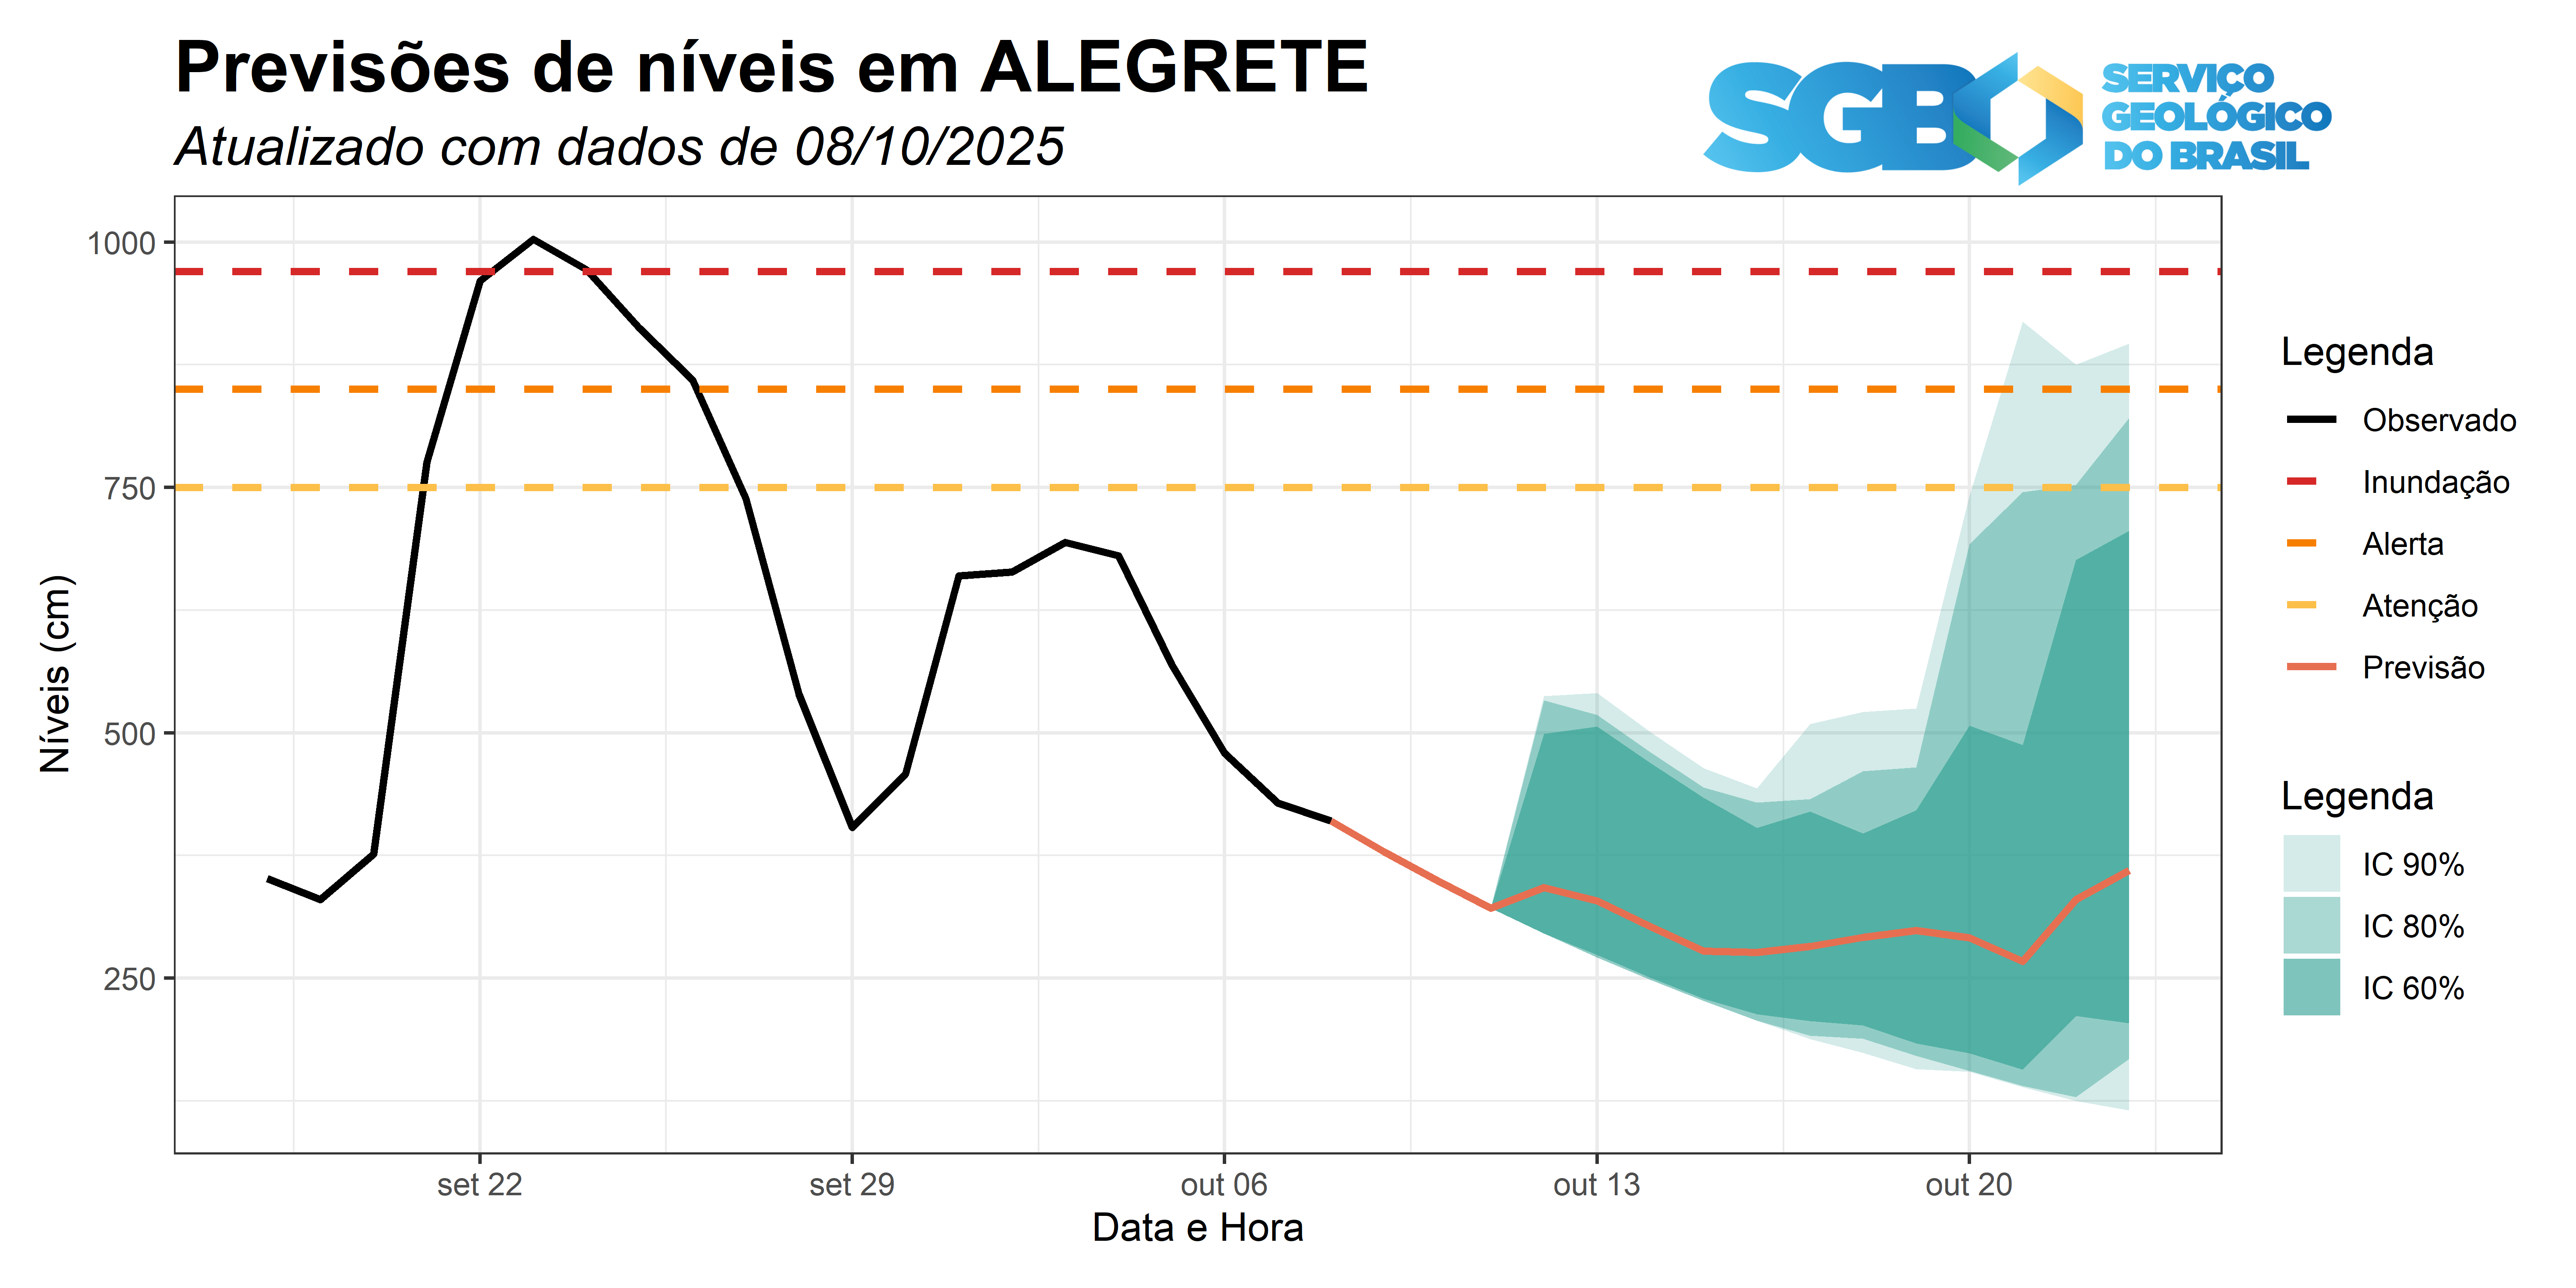 Previsões de níveis em ALEGRETE
Atualizado com dados de 08/10/2025
SGB
SERVIÇO
GEOLÓGICO
DO BRASIL
1000
750
500
250
Níveis (cm)
set 22
set 29
out 06
out 13
out 20
Data e Hora
Legenda
Observado
Inundação
Alerta
Atenção
Previsão
Legenda
IC 90%
IC 80%
IC 60%